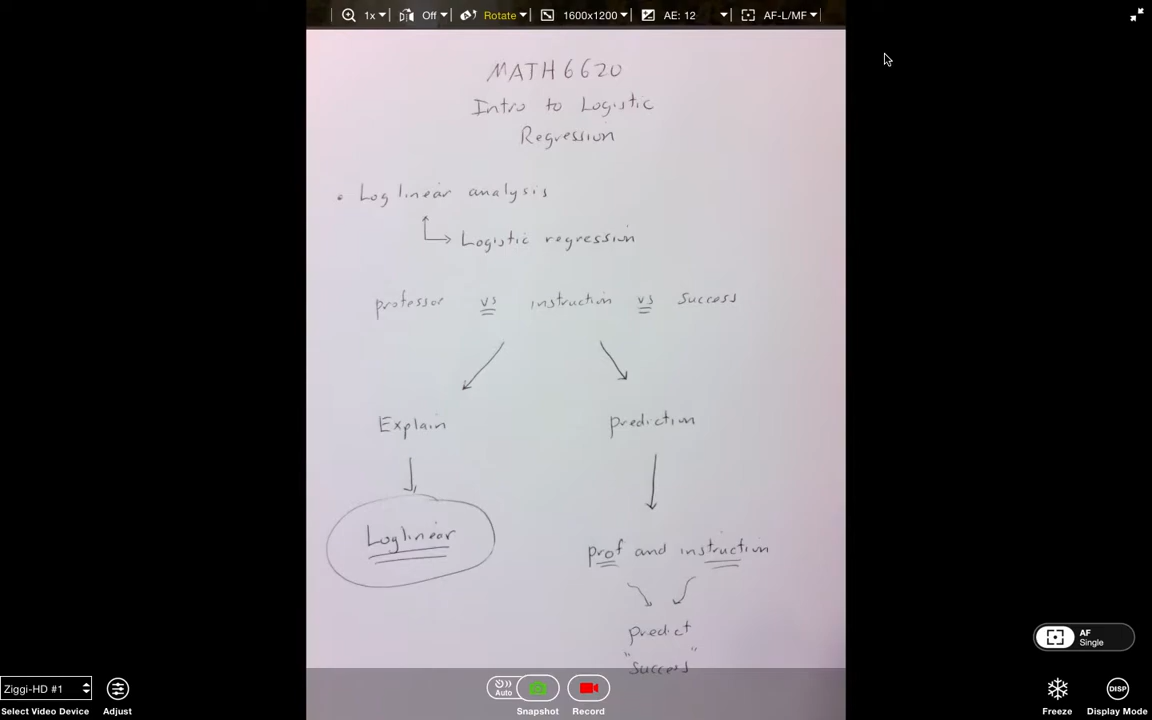 1x Off Rotate 1600x1200 AE: 12 AF-L/MF
MATH 6620
Intro to Logistic
Regression
• Loglinear analysis
Logistic regression
professor vs instruction vs success
Explain prediction
Loglinear
prof and instruction
predict
"success"
AF
Single
Ziggi-HD #1
Auto
Select Video Device Adjust Snapshot Record Freeze Display Mode
DISP